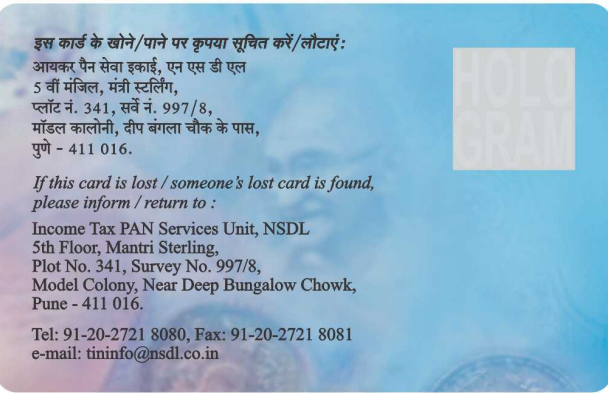 इस कार्ड के खोने/पाने पर कृपया सूचित करें/लौटाएं:
आयकर पैन सेवा इकाई, एन एस डी एल
5 वीं मंजिल, मंत्री स्टर्लिंग,
प्लॉट नं. 341, सर्वे नं. 997/8,
मॉडल कालोनी, दीप बंगला चौक के पास,
पुणे - 411 016.
HOLO
GRAM
If this card is lost / someone's lost card is found,
please inform / return to :
Income Tax PAN Services Unit, NSDL
5th Floor, Mantri Sterling,
Plot No. 341, Survey No. 997/8,
Model Colony, Near Deep Bungalow Chowk,
Pune - 411 016.
Tel: 91-20-2721 8080, Fax: 91-20-2721 8081
e-mail: tininfo@nsdl.co.in